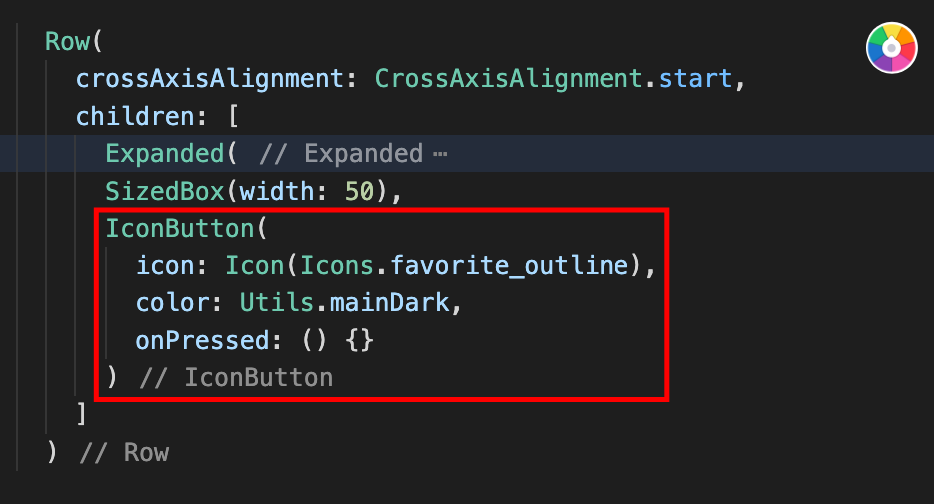 Row(
crossAxisAlignment: CrossAxisAlignment.start,
children: [
Expanded( // Expanded ⋯
SizedBox(width: 50),
IconButton(
icon: Icon(Icons.favorite_outline),
color: Utils.mainDark,
onPressed: () {}
) // IconButton
]
) // Row